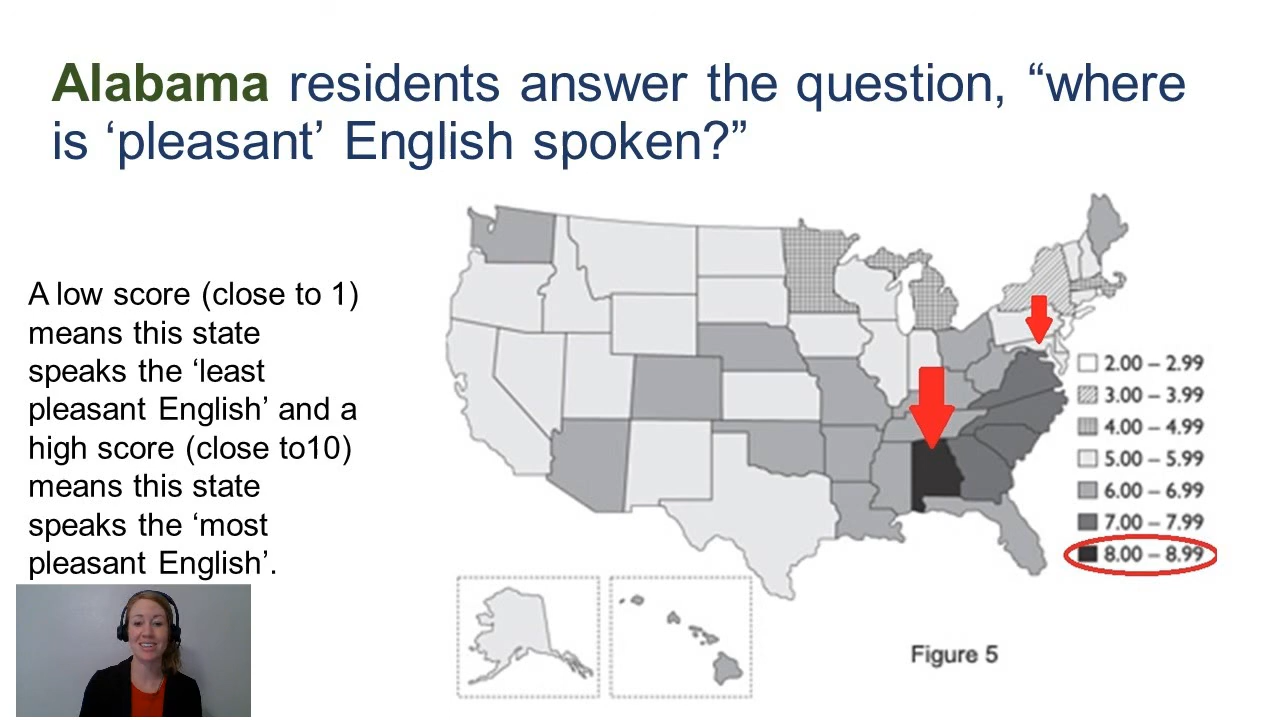 Alabama residents answer the question, “where
is ‘pleasant’ English spoken?”
A low score (close to 1)
means this state
speaks the ‘least
pleasant English’ and a
high score (close to10)
means this state
speaks the ‘most
pleasant English’.
2.00 – 2.99
3.00 – 3.99
4.00 – 4.99
5.00 – 5.99
6.00 – 6.99
7.00 – 7.99
8.00 – 8.99
Figure 5